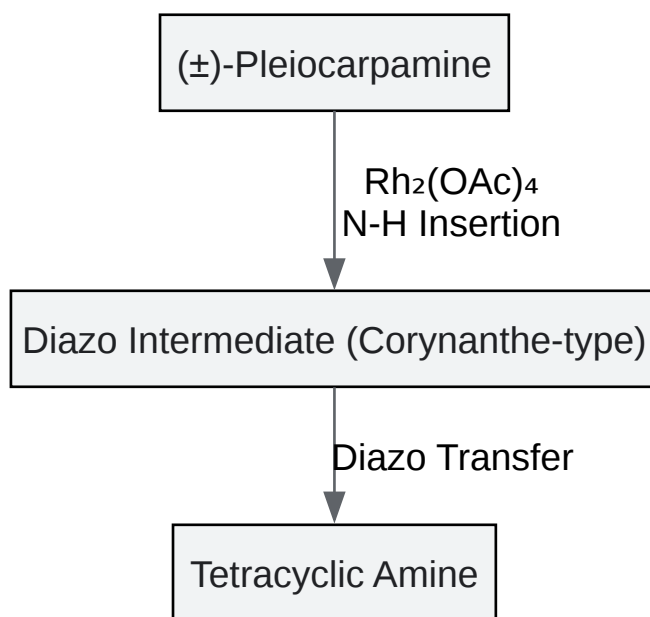 (±)-Pleiocarpamine
Rh₂(OAc)₄
N-H Insertion
Diazo Intermediate (Corynanthe-type)
Diazo Transfer
Tetracyclic Amine